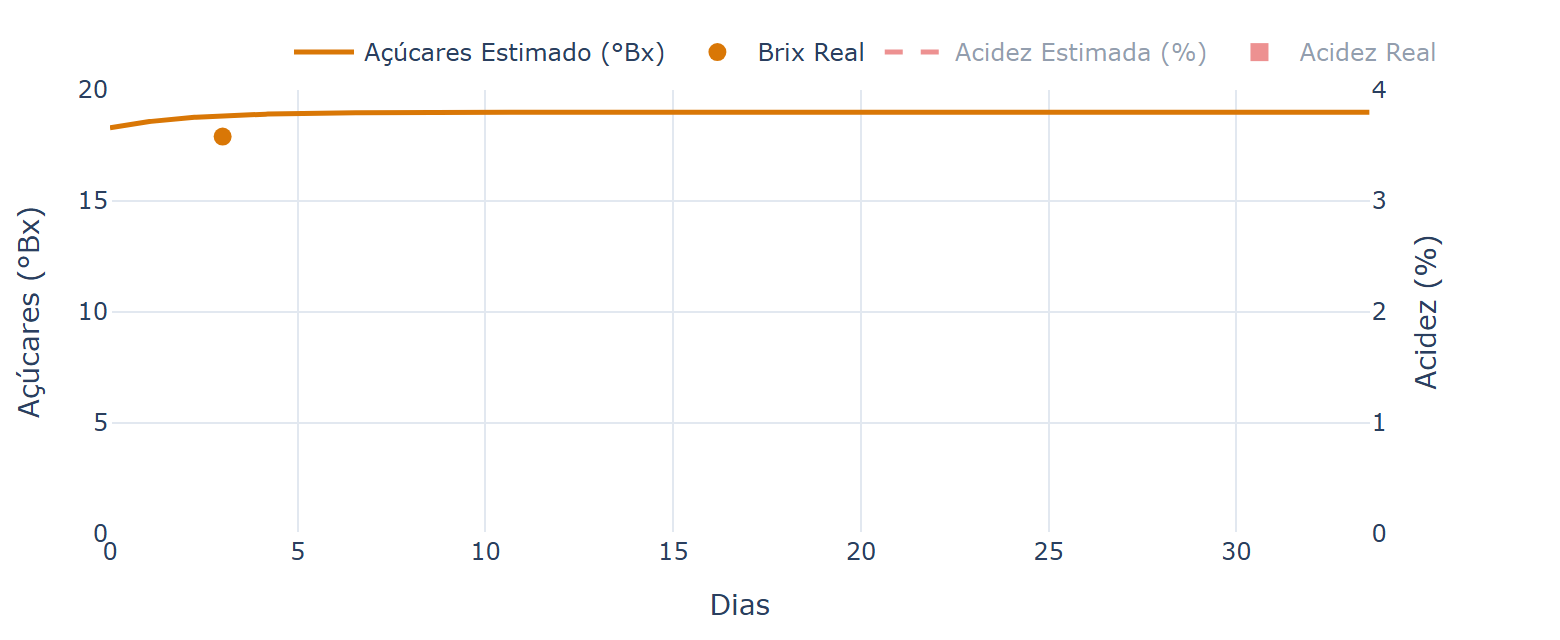 Açúcares Estimado (°Bx) Brix Real Acidez Estimada (%) Acidez Real
20
15
10
5
0
Açúcares (°Bx)
4
3
2
1
0
Acidez (%)
0 5 10 15 20 25 30
Dias